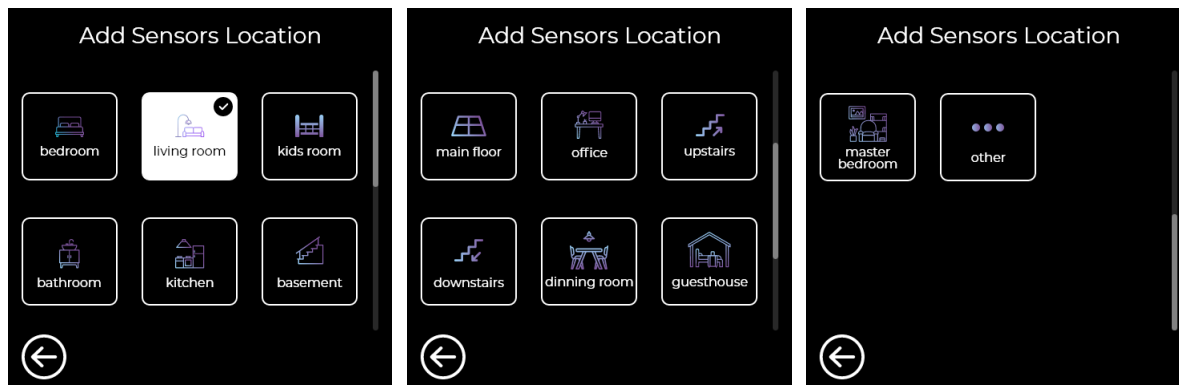 Add Sensors Location
bedroom
living room
kids room
bathroom
kitchen
basement
Add Sensors Location
main floor
office
upstairs
downstairs
dinning room
guesthouse
Add Sensors Location
master
bedroom
other